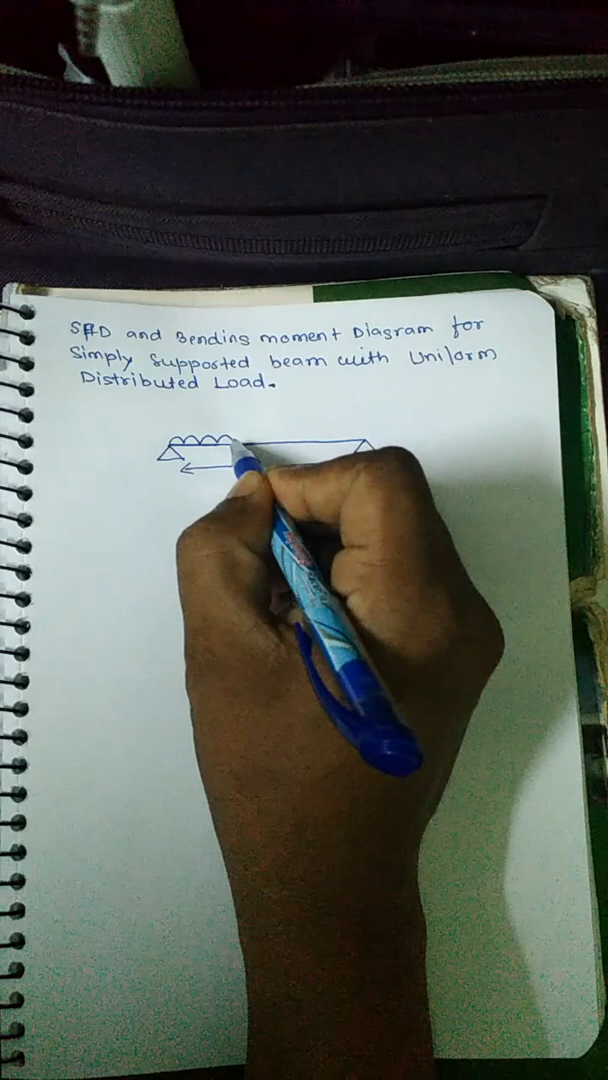 SFD and Bending moment Diagram for
Simply Supported beam with Uniform
Distributed Load.